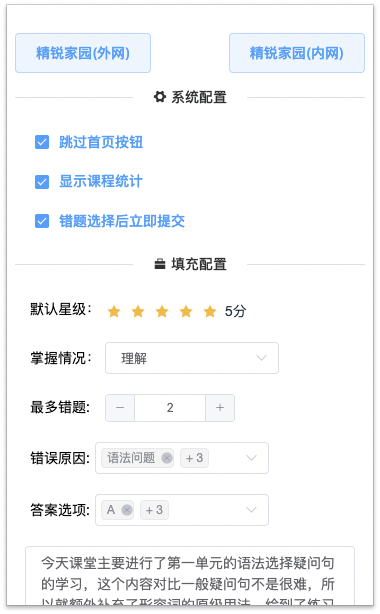 精锐家园(外网) 精锐家园(内网)
系统配置
跳过首页按钮
显示课程统计
错题选择后立即提交
填充配置
默认星级： 5分
掌握情况： 理解
最多错题: − 2 +
错误原因: 语法问题 + 3
答案选项: A + 3
今天课堂主要进行了第一单元的语法选择疑问句
的学习，这个内容对比一般疑问句不是很难，所
以就额外补充了形容词的原级用法，给到了练习